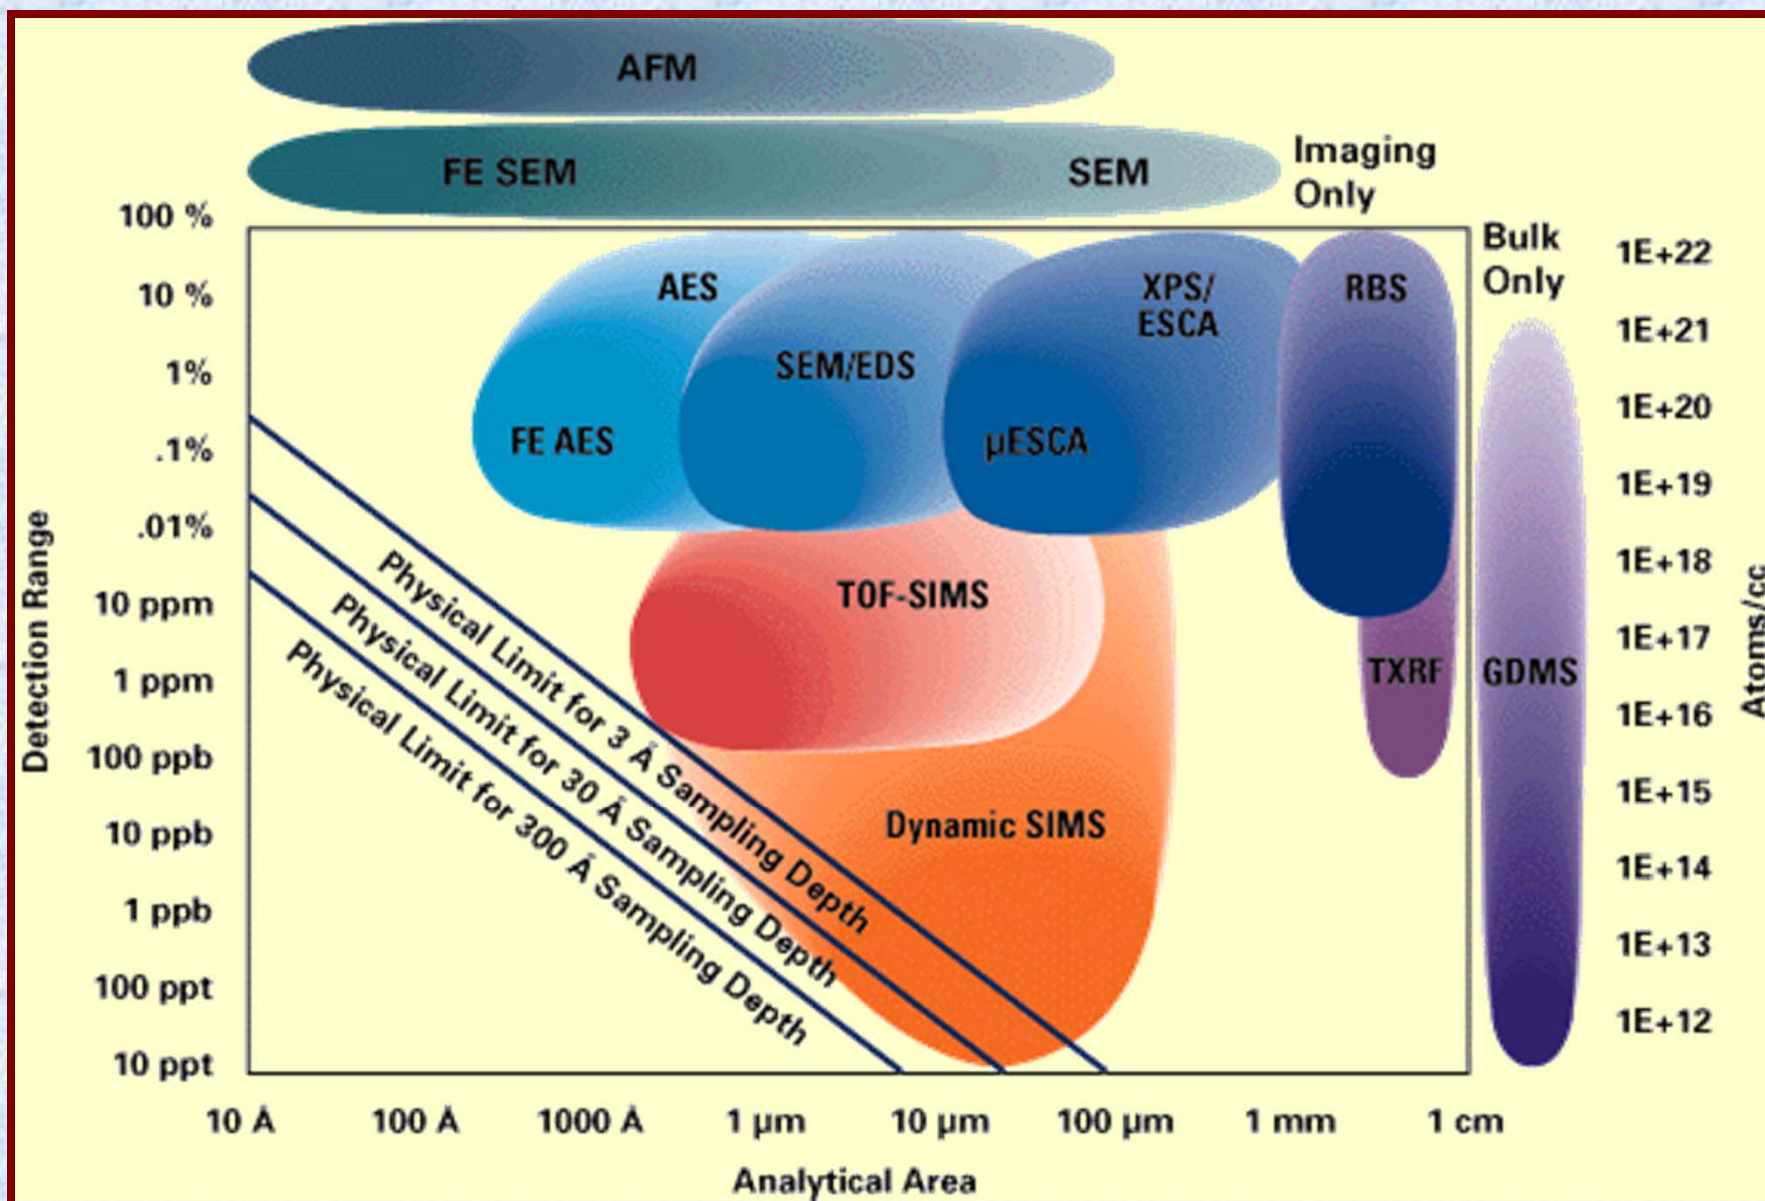 AFM
FE SEM
SEM
Imaging
Only
100 %
10 %
1%
.1%
.01%
10 ppm
1 ppm
100 ppb
10 ppb
1 ppb
100 ppt
10 ppt
Detection Range
AES
FE AES
SEM/EDS
XPS/
ESCA
µESCA
RBS
TOF-SIMS
TXRF
Dynamic SIMS
Physical Limit for 3 Å Sampling Depth
Physical Limit for 30 Å Sampling Depth
Physical Limit for 300 Å Sampling Depth
Bulk
Only
GDMS
1E+22
1E+21
1E+20
1E+19
1E+18
1E+17
1E+16
1E+15
1E+14
1E+13
1E+12
Atoms/cc
10 Å
100 Å
1000 Å
1 µm
10 µm
100 µm
1 mm
1 cm
Analytical Area